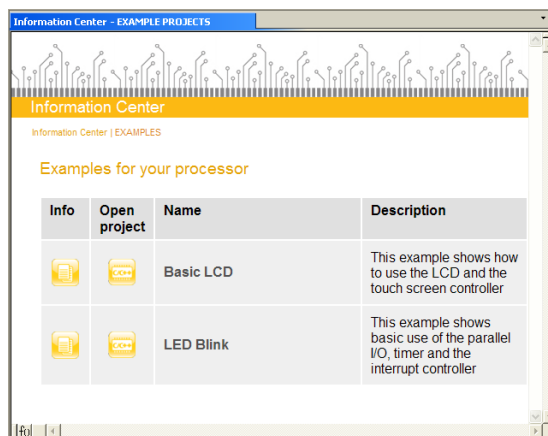 Information Center - EXAMPLE PROJECTS
Information Center
Information Center | EXAMPLES
Examples for your processor
Info Open project Name Description
Basic LCD
This example shows how
to use the LCD and the
touch screen controller
LED Blink
This example shows
basic use of the parallel
I/O, timer and the
interrupt controller